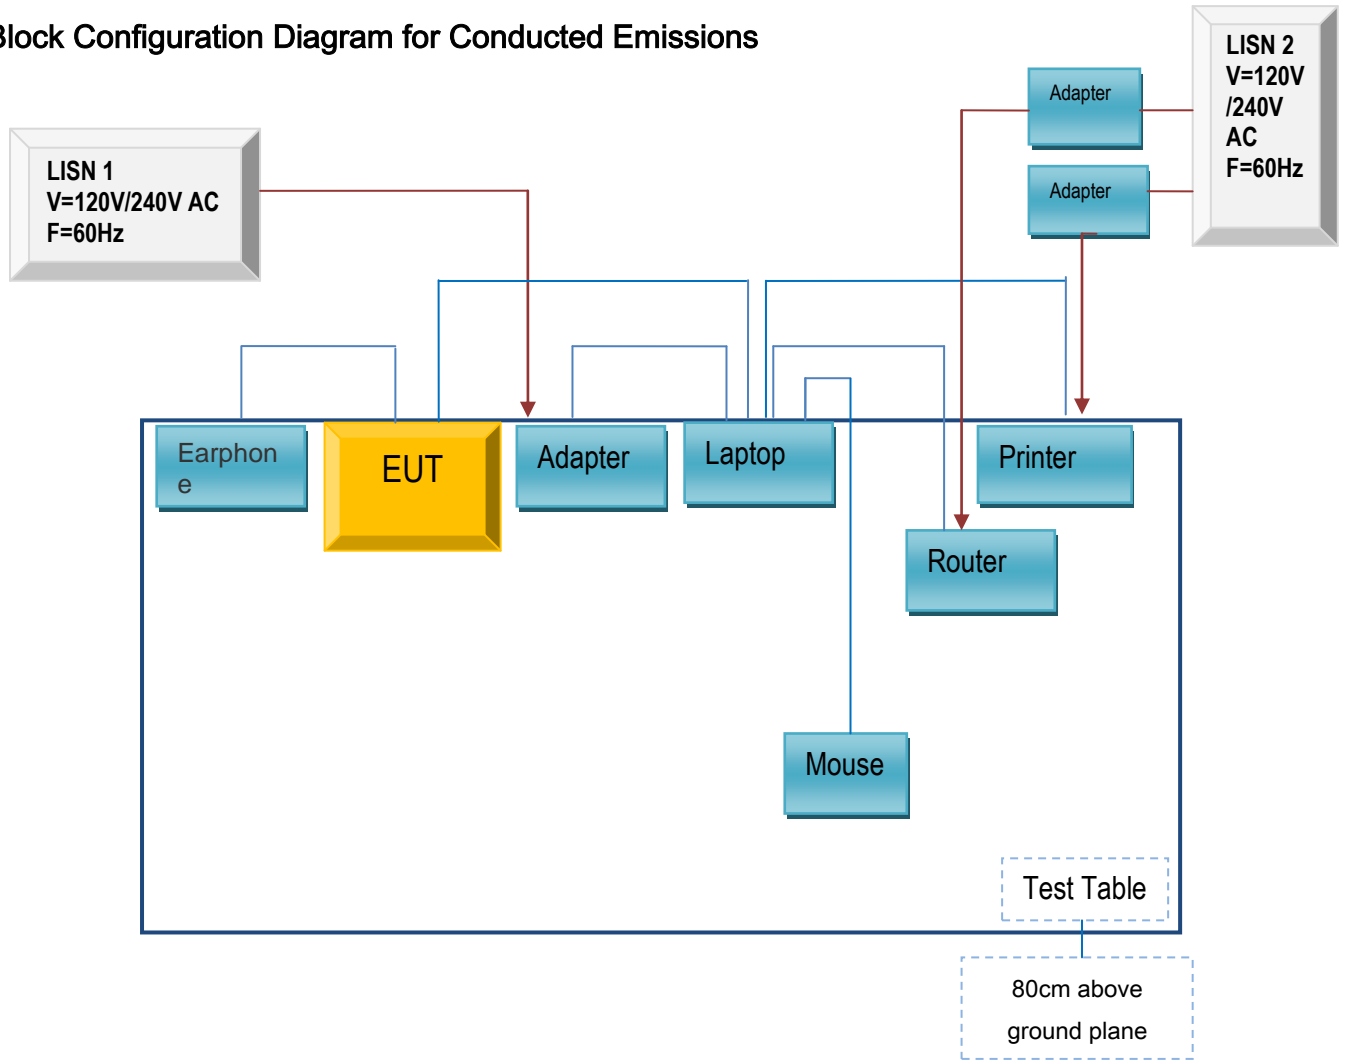 Block Configuration Diagram for Conducted Emissions
LISN 2
V=120V
/240V
AC
F=60Hz
Adapter
Adapter
LISN 1
V=120V/240V AC
F=60Hz
Earphon
e
EUT
Adapter
Laptop
Printer
Router
Mouse
Test Table
80cm above
ground plane